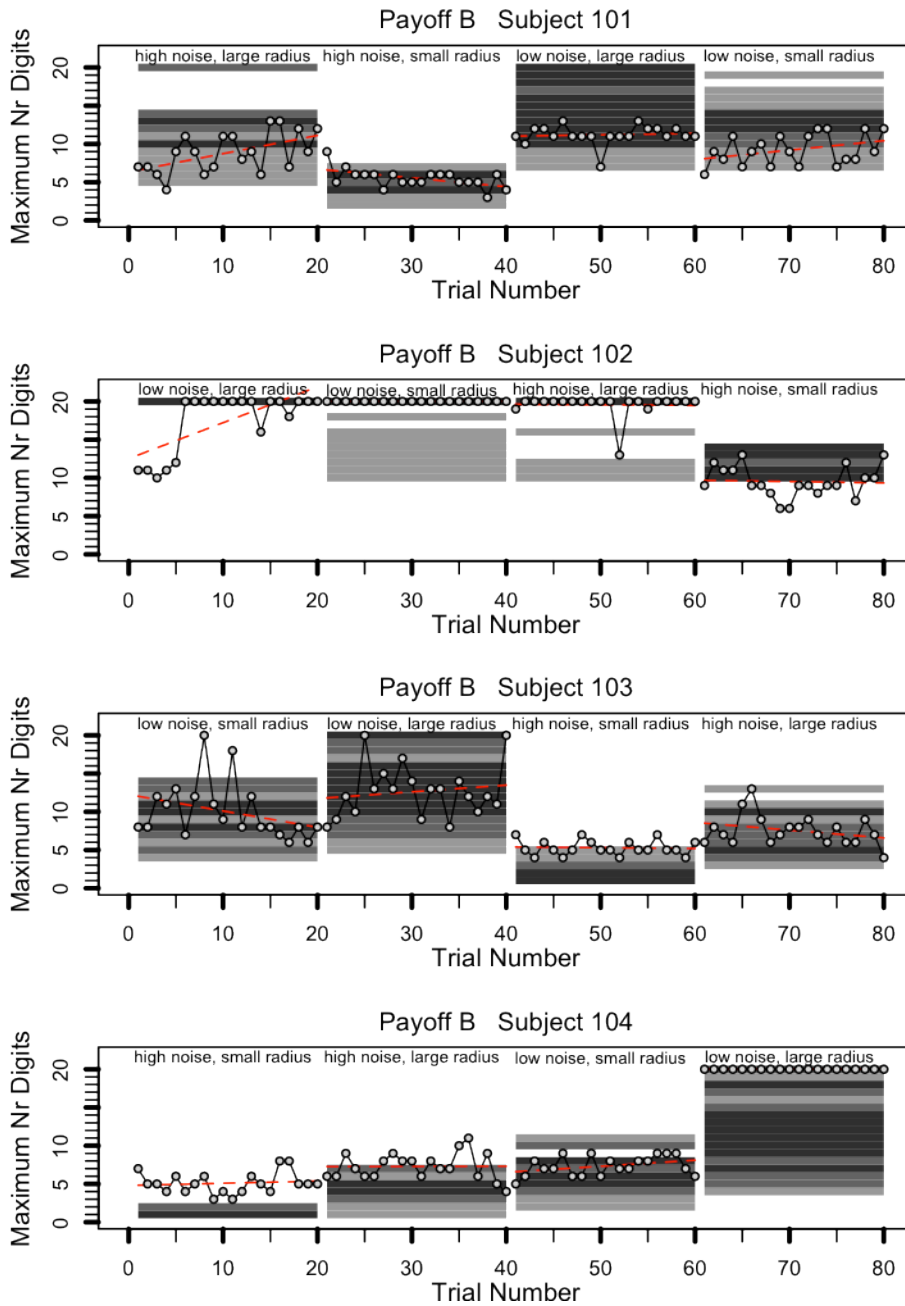 Payoff B Subject 101
high noise, large radius high noise, small radius low noise, large radius low noise, small radius
Maximum Nr Digits
0 5 10 20
0 10 20 30 40 50 60 70 80
Trial Number
Payoff B Subject 102
low noise, large radius low noise, small radius high noise, large radius high noise, small radius
Maximum Nr Digits
0 5 10 20
0 10 20 30 40 50 60 70 80
Trial Number
Payoff B Subject 103
low noise, small radius low noise, large radius high noise, small radius high noise, large radius
Maximum Nr Digits
0 5 10 20
0 10 20 30 40 50 60 70 80
Trial Number
Payoff B Subject 104
high noise, small radius high noise, large radius low noise, small radius low noise, large radius
Maximum Nr Digits
0 5 10 20
0 10 20 30 40 50 60 70 80
Trial Number